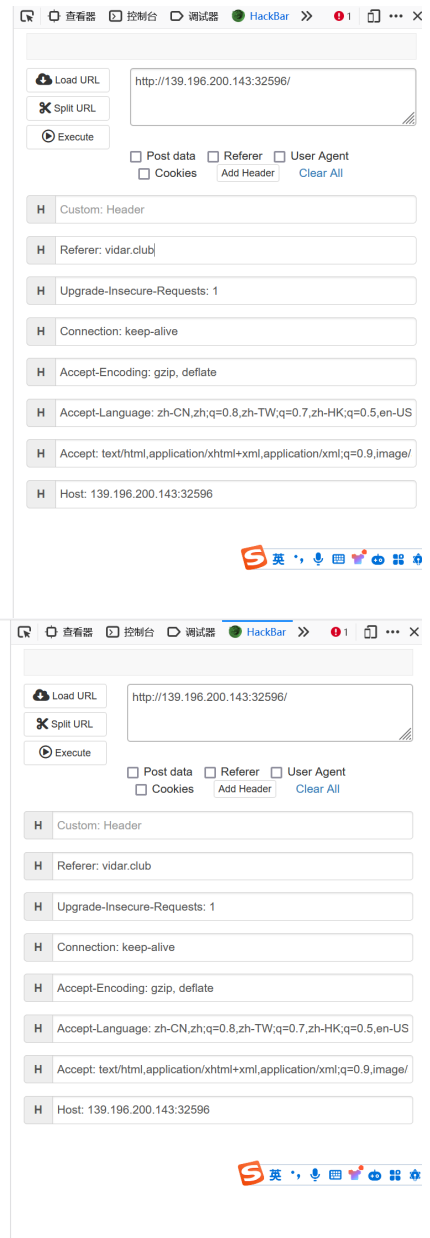 查看器 控制台 调试器 HackBar 1
Load URL
http://139.196.200.143:32596/
Split URL
Execute
Post data Referer User Agent
Cookies Add Header Clear All
H Custom: Header
H Referer: vidar.club
H Upgrade-Insecure-Requests: 1
H Connection: keep-alive
H Accept-Encoding: gzip, deflate
H Accept-Language: zh-CN,zh;q=0.8,zh-TW;q=0.7,zh-HK;q=0.5,en-US
H Accept: text/html,application/xhtml+xml,application/xml;q=0.9,image/
H Host: 139.196.200.143:32596
S 英
查看器 控制台 调试器 HackBar 1
Load URL
http://139.196.200.143:32596/
Split URL
Execute
Post data Referer User Agent
Cookies Add Header Clear All
H Custom: Header
H Referer: vidar.club
H Upgrade-Insecure-Requests: 1
H Connection: keep-alive
H Accept-Encoding: gzip, deflate
H Accept-Language: zh-CN,zh;q=0.8,zh-TW;q=0.7,zh-HK;q=0.5,en-US
H Accept: text/html,application/xhtml+xml,application/xml;q=0.9,image/
H Host: 139.196.200.143:32596
S 英